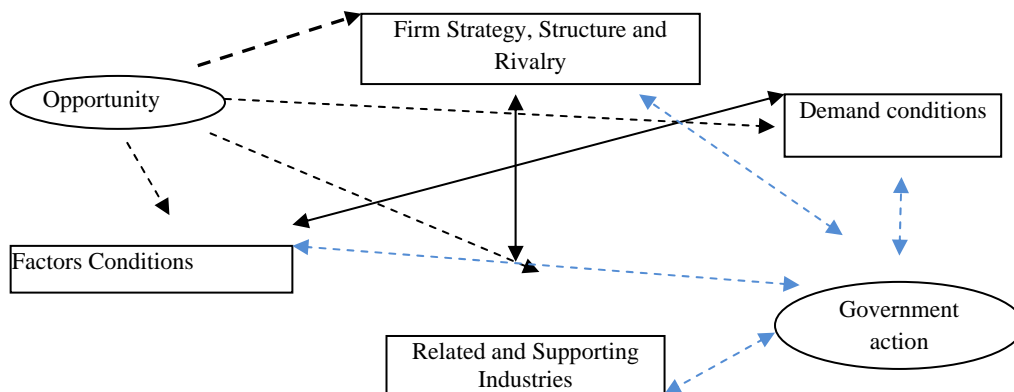 Firm Strategy, Structure and
Rivalry
Opportunity
Demand conditions
Factors Conditions
Government
action
Related and Supporting
Industries